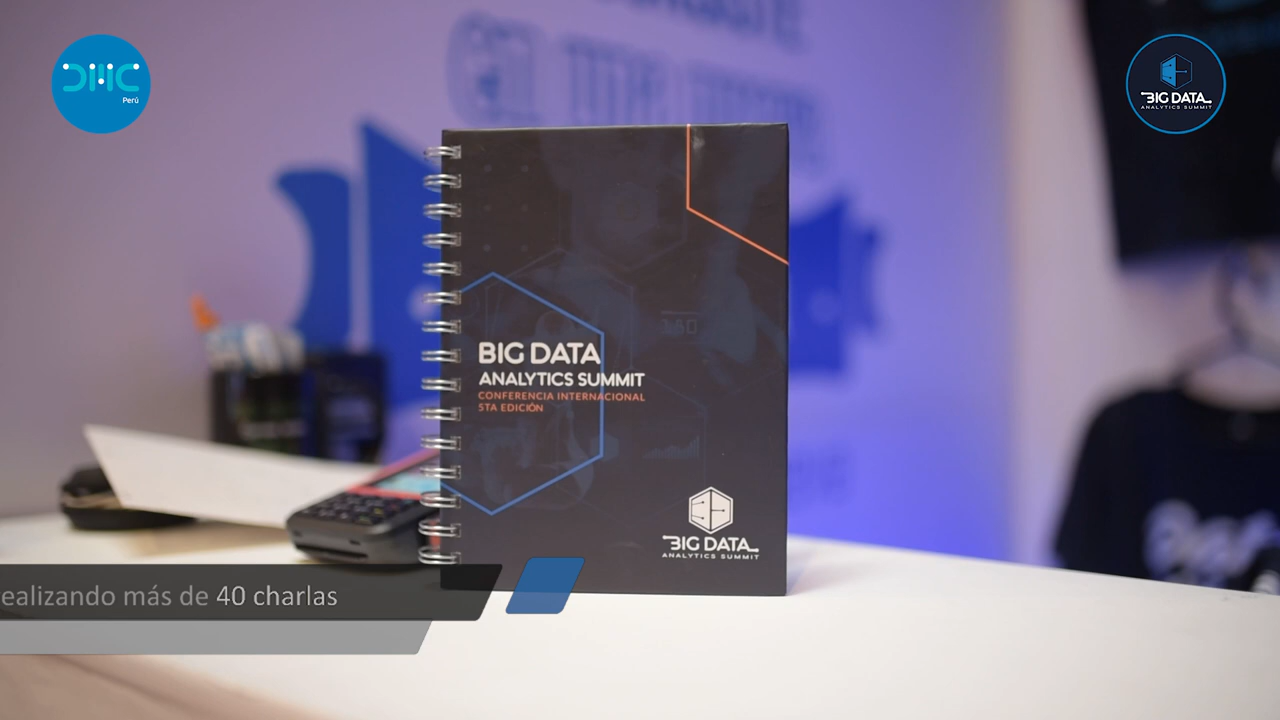 DMC
Perú
BIG DATA
ANALYTICS SUMMIT
BIG DATA
ANALYTICS SUMMIT
CONFERENCIA INTERNACIONAL
5TA EDICIÓN
BIG DATA
ANALYTICS SUMMIT
ealizando más de 40 charlas